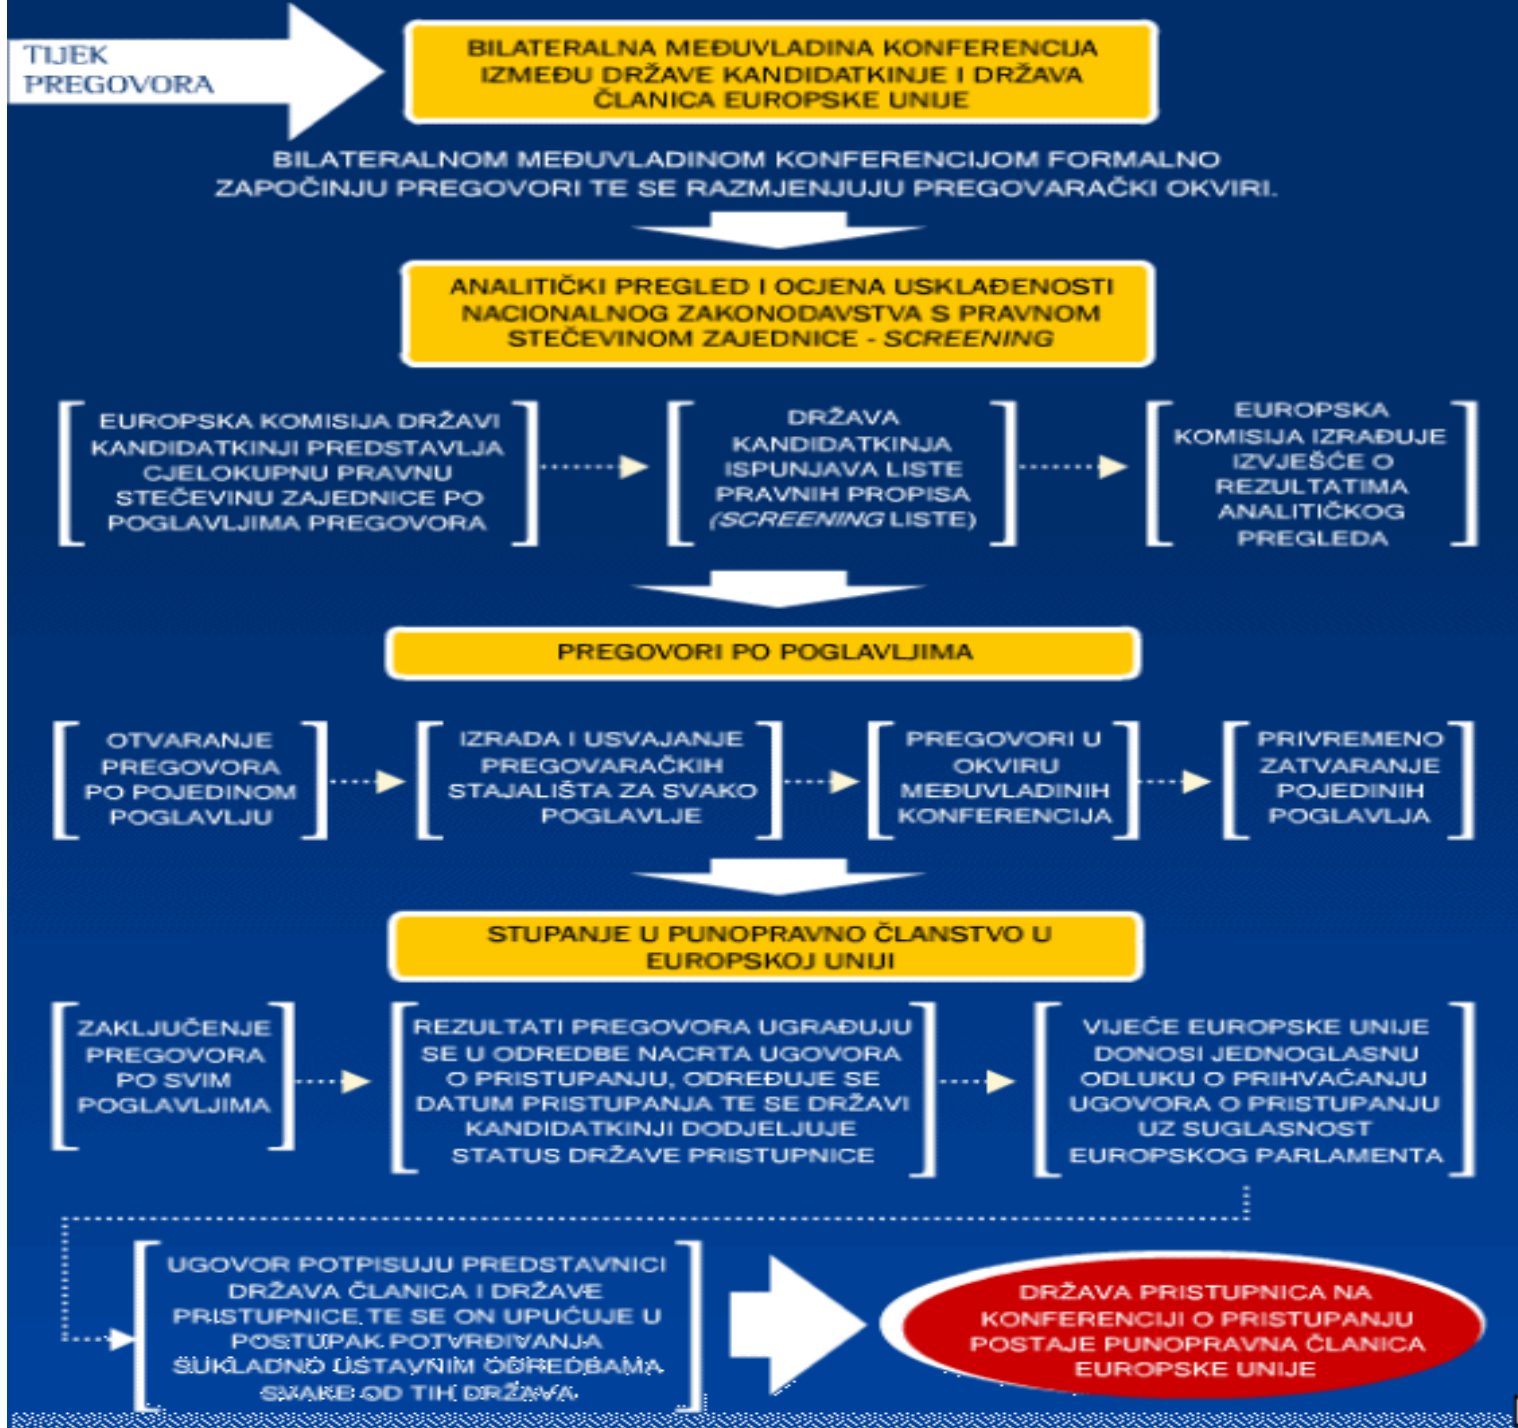 TIJEK
PREGOVORA
BILATERALNA MEĐUVLADINA KONFERENCIJA
IZMEĐU DRŽAVE KANDIDATKINJE I DRŽAVA
ČLANICA EUROPSKE UNIJE
BILATERALNOM MEĐUVLADINOM KONFERENCIJOM FORMALNO
ZAPOČINJU PREGOVORI TE SE RAZMJENJUJU PREGOVARAČKI OKVIRI.
ANALITIČKI PREGLED I OCJENA USKLAĐENOSTI
NACIONALNOG ZAKONODAVSTVA S PRAVNOM
STEČEVINOM ZAJEDNICE - SCREENING
EUROPSKA KOMISIJA DRŽAVI
KANDIDATKINJI PREDSTAVLJA
CJELOKUPNU PRAVNU
STEČEVINU ZAJEDNICE PO
POGLAVLJIMA PREGOVORA
DRŽAVA
KANDIDATKINJA
ISPUNJAVA LISTE
PRAVNIH PROPISA
(SCREENING LISTE)
EUROPSKA
KOMISIJA IZRAĐUJE
IZVJEŠĆE O
REZULTATIMA
ANALITIČKOG
PREGLEDA
PREGOVORI PO POGLAVLJIMA
OTVARANJE
PREGOVORA
PO POJEDINOM
POGLAVLJU
IZRADA I USVAJANJE
PREGOVARAČKIH
STAJALIŠTA ZA SVAKO
POGLAVLJE
PREGOVORI U
OKVIRU
MEĐUVLADINIH
KONFERENCIJA
PRIVREMENO
ZATVARANJE
POJEDINIH
POGLAVLJA
STUPANJE U PUNOPRAVNO ČLANSTVO U
EUROPSKOJ UNIJI
ZAKLJUČENJE
PREGOVORA
PO SVIM
POGLAVLJIMA
REZULTATI PREGOVORA UGRAĐUJU
SE U ODREDBE NACRTA UGOVORA
O PRISTUPANJU, ODREĐUJE SE
DATUM PRISTUPANJA TE SE DRŽAVI
KANDIDATKINJI DODJELJUJE
STATUS DRŽAVE PRISTUPNICE
VIJEĆE EUROPSKE UNIJE
DONOSI JEDNOGLASNU
ODLUKU O PRIHVAĆANJU
UGOVORA O PRISTUPANJU
UZ SUGLASNOST
EUROPSKOG PARLAMENTA
UGOVOR POTPISUJU PREDSTAVNICI
DRŽAVA ČLANICA I DRŽAVE
PRISTUPNICE TE SE ON UPUĆUJE U
POSTUPAK POTVRĐIVANJA
SUKLADNO USTAVNIM ODREDBAMA
SVAKE OD TIH DRŽAVA
DRŽAVA PRISTUPNICA NA
KONFERENCIJI O PRISTUPANJU
POSTAJE PUNOPRAVNA ČLANICA
EUROPSKE UNIJE